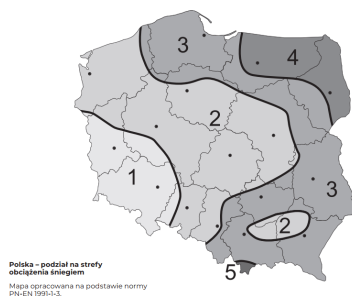 3
4
2
1
3
2
5
Polska – podział na strefy
obciążenia śniegiem
Mapa opracowana na podstawie normy
PN-EN 1991-1-3.